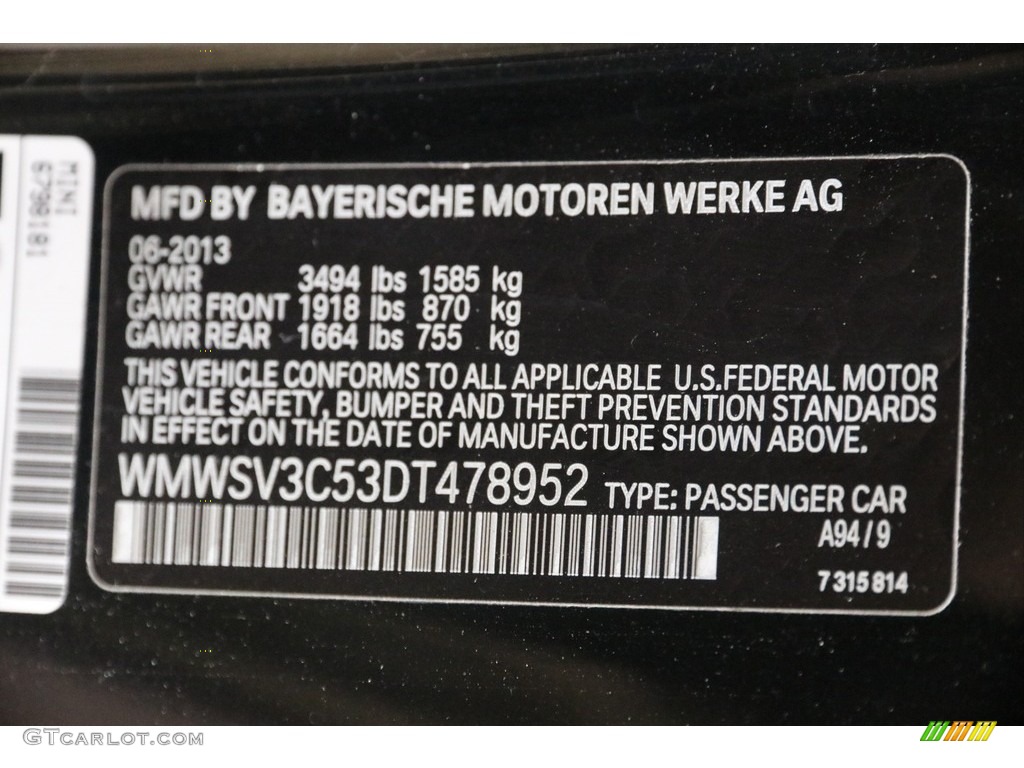 MINI
6798181
MFD BY BAYERISCHE MOTOREN WERKE AG
06-2013
GVWR 3494 lbs 1585 kg
GAWR FRONT 1918 lbs 870 kg
GAWR REAR 1664 lbs 755 kg
THIS VEHICLE CONFORMS TO ALL APPLICABLE U.S.FEDERAL MOTOR
VEHICLE SAFETY, BUMPER AND THEFT PREVENTION STANDARDS
IN EFFECT ON THE DATE OF MANUFACTURE SHOWN ABOVE.
WMWSV3C53DT478952 TYPE: PASSENGER CAR
A94/9
7315814
GTCarlot.com